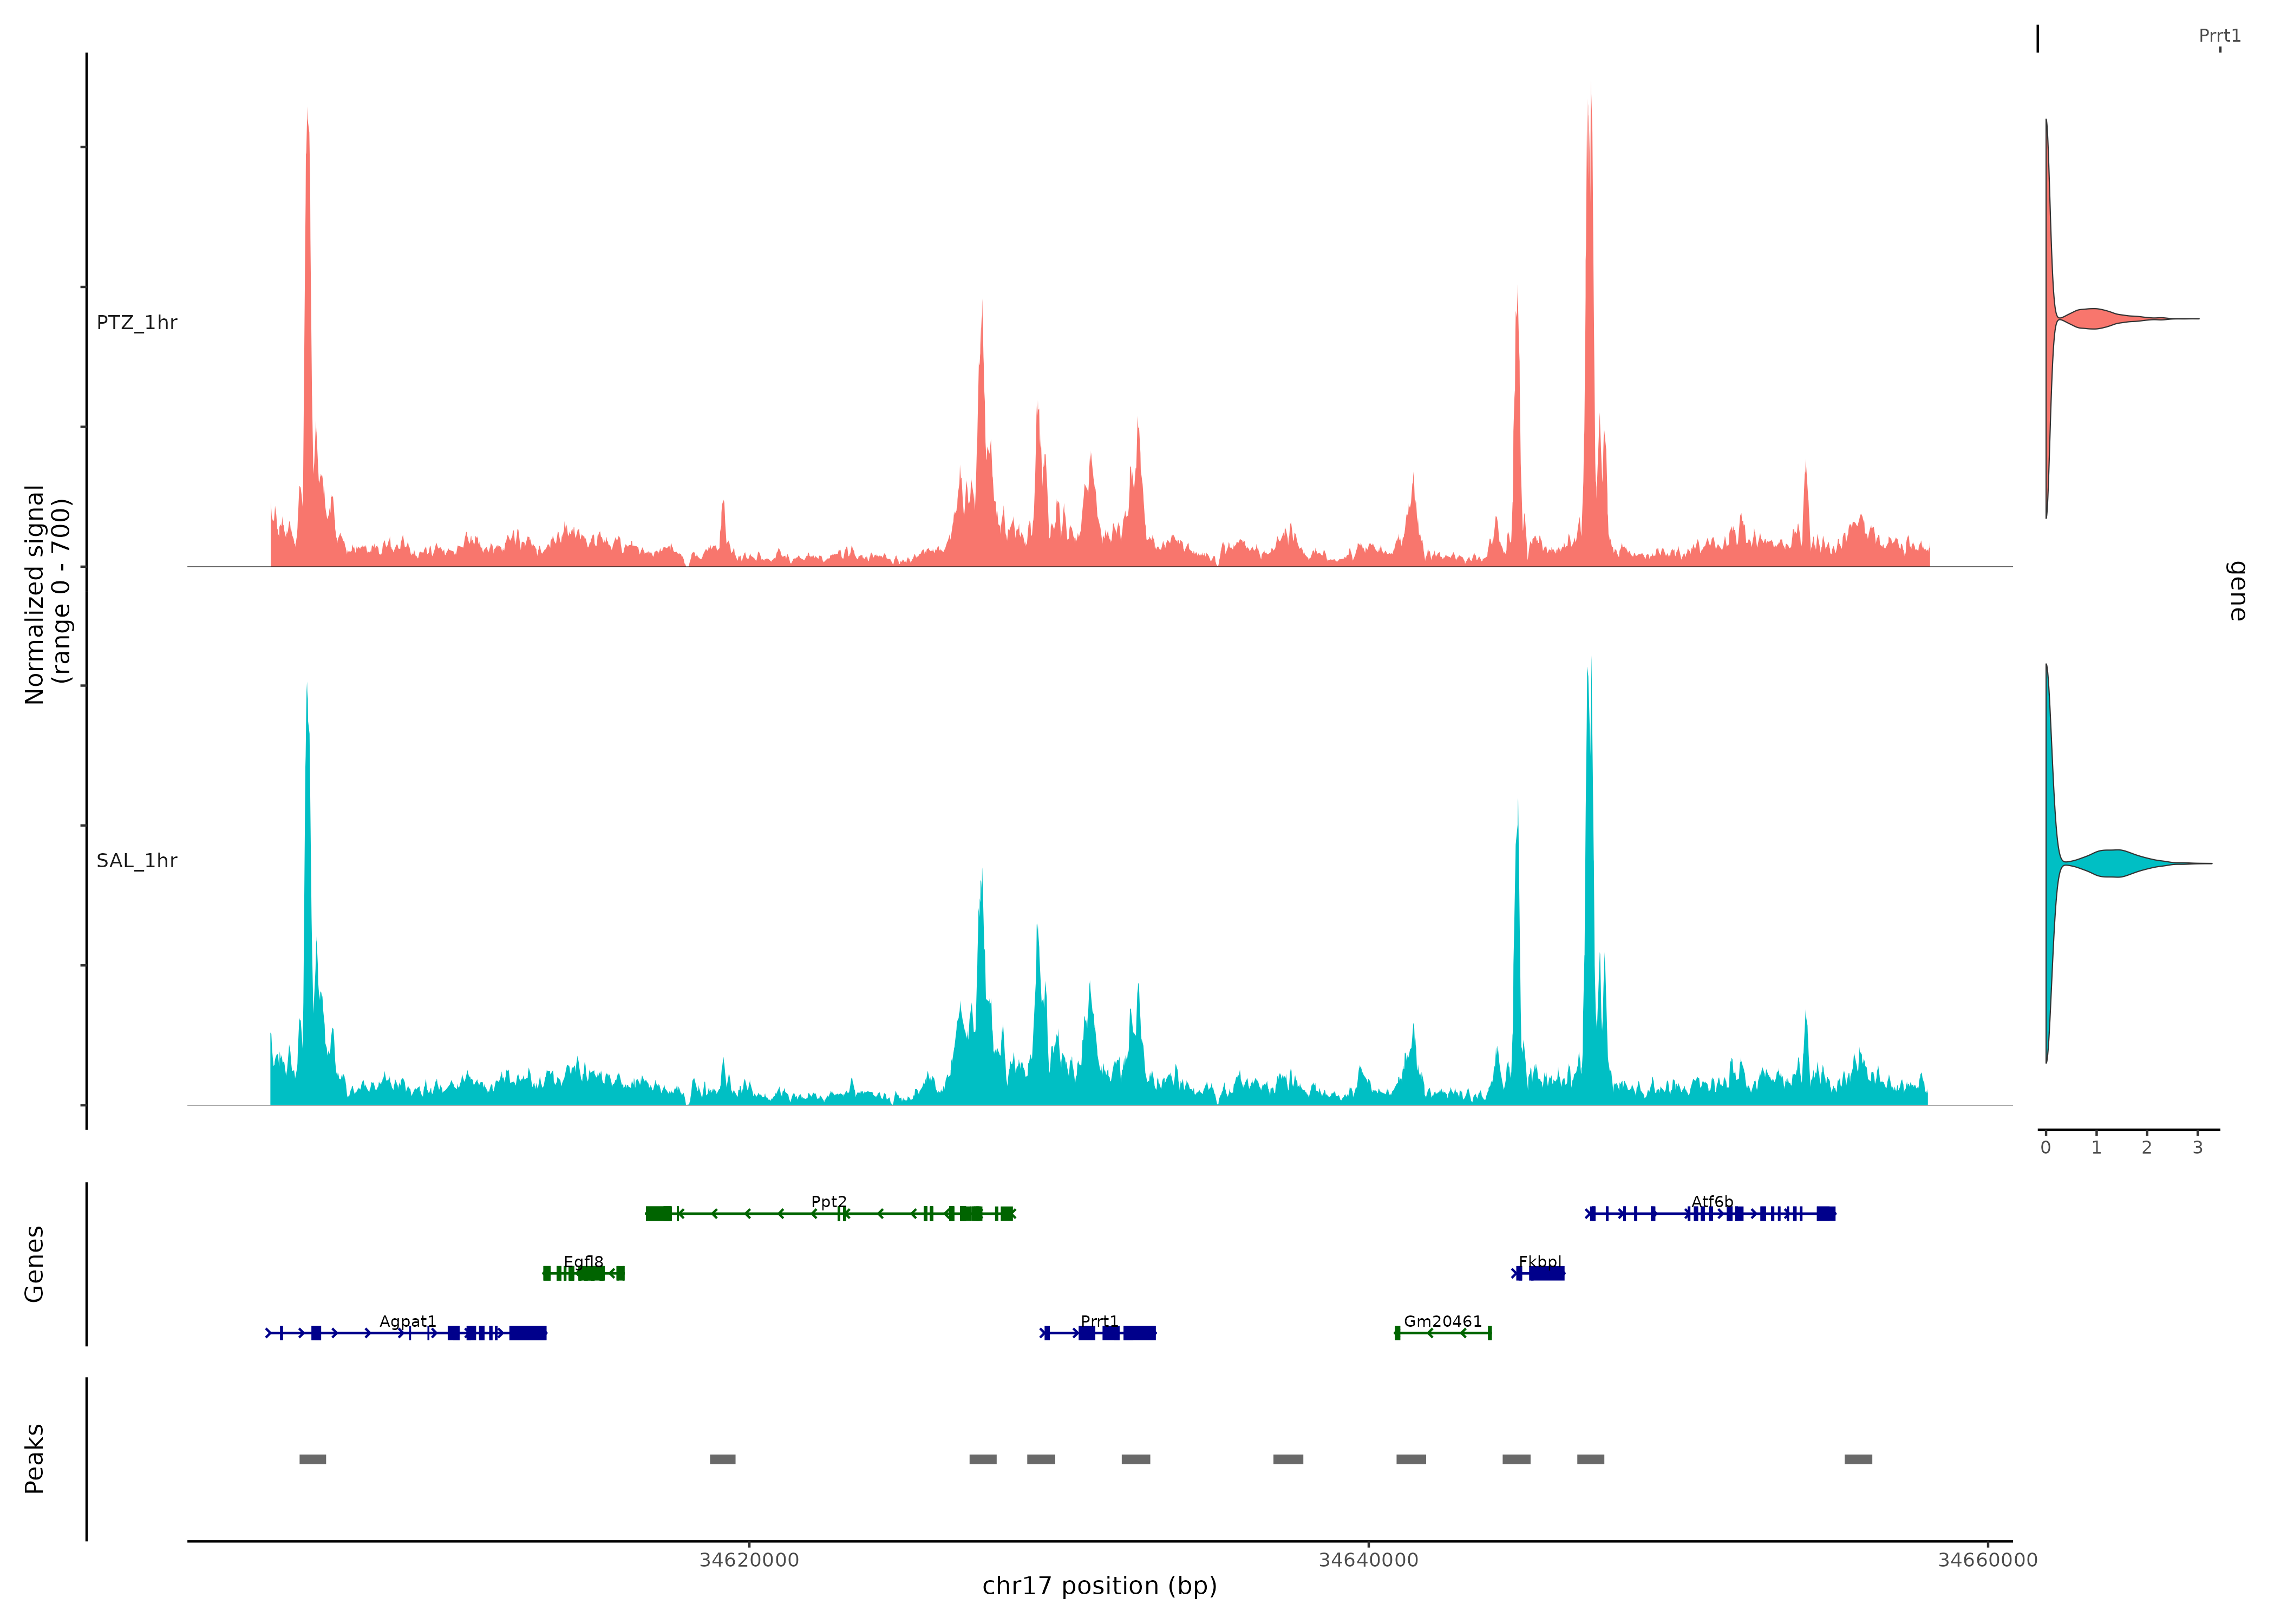 Prrt1
Normalized signal
(range 0 - 700)
PTZ_1hr
SAL_1hr
gene
0 1 2 3
Genes
Ppt2
Atf6b
Egfl8
Fkbpl
Agpat1
Prrt1
Gm20461
Peaks
34620000 34640000 34660000
chr17 position (bp)